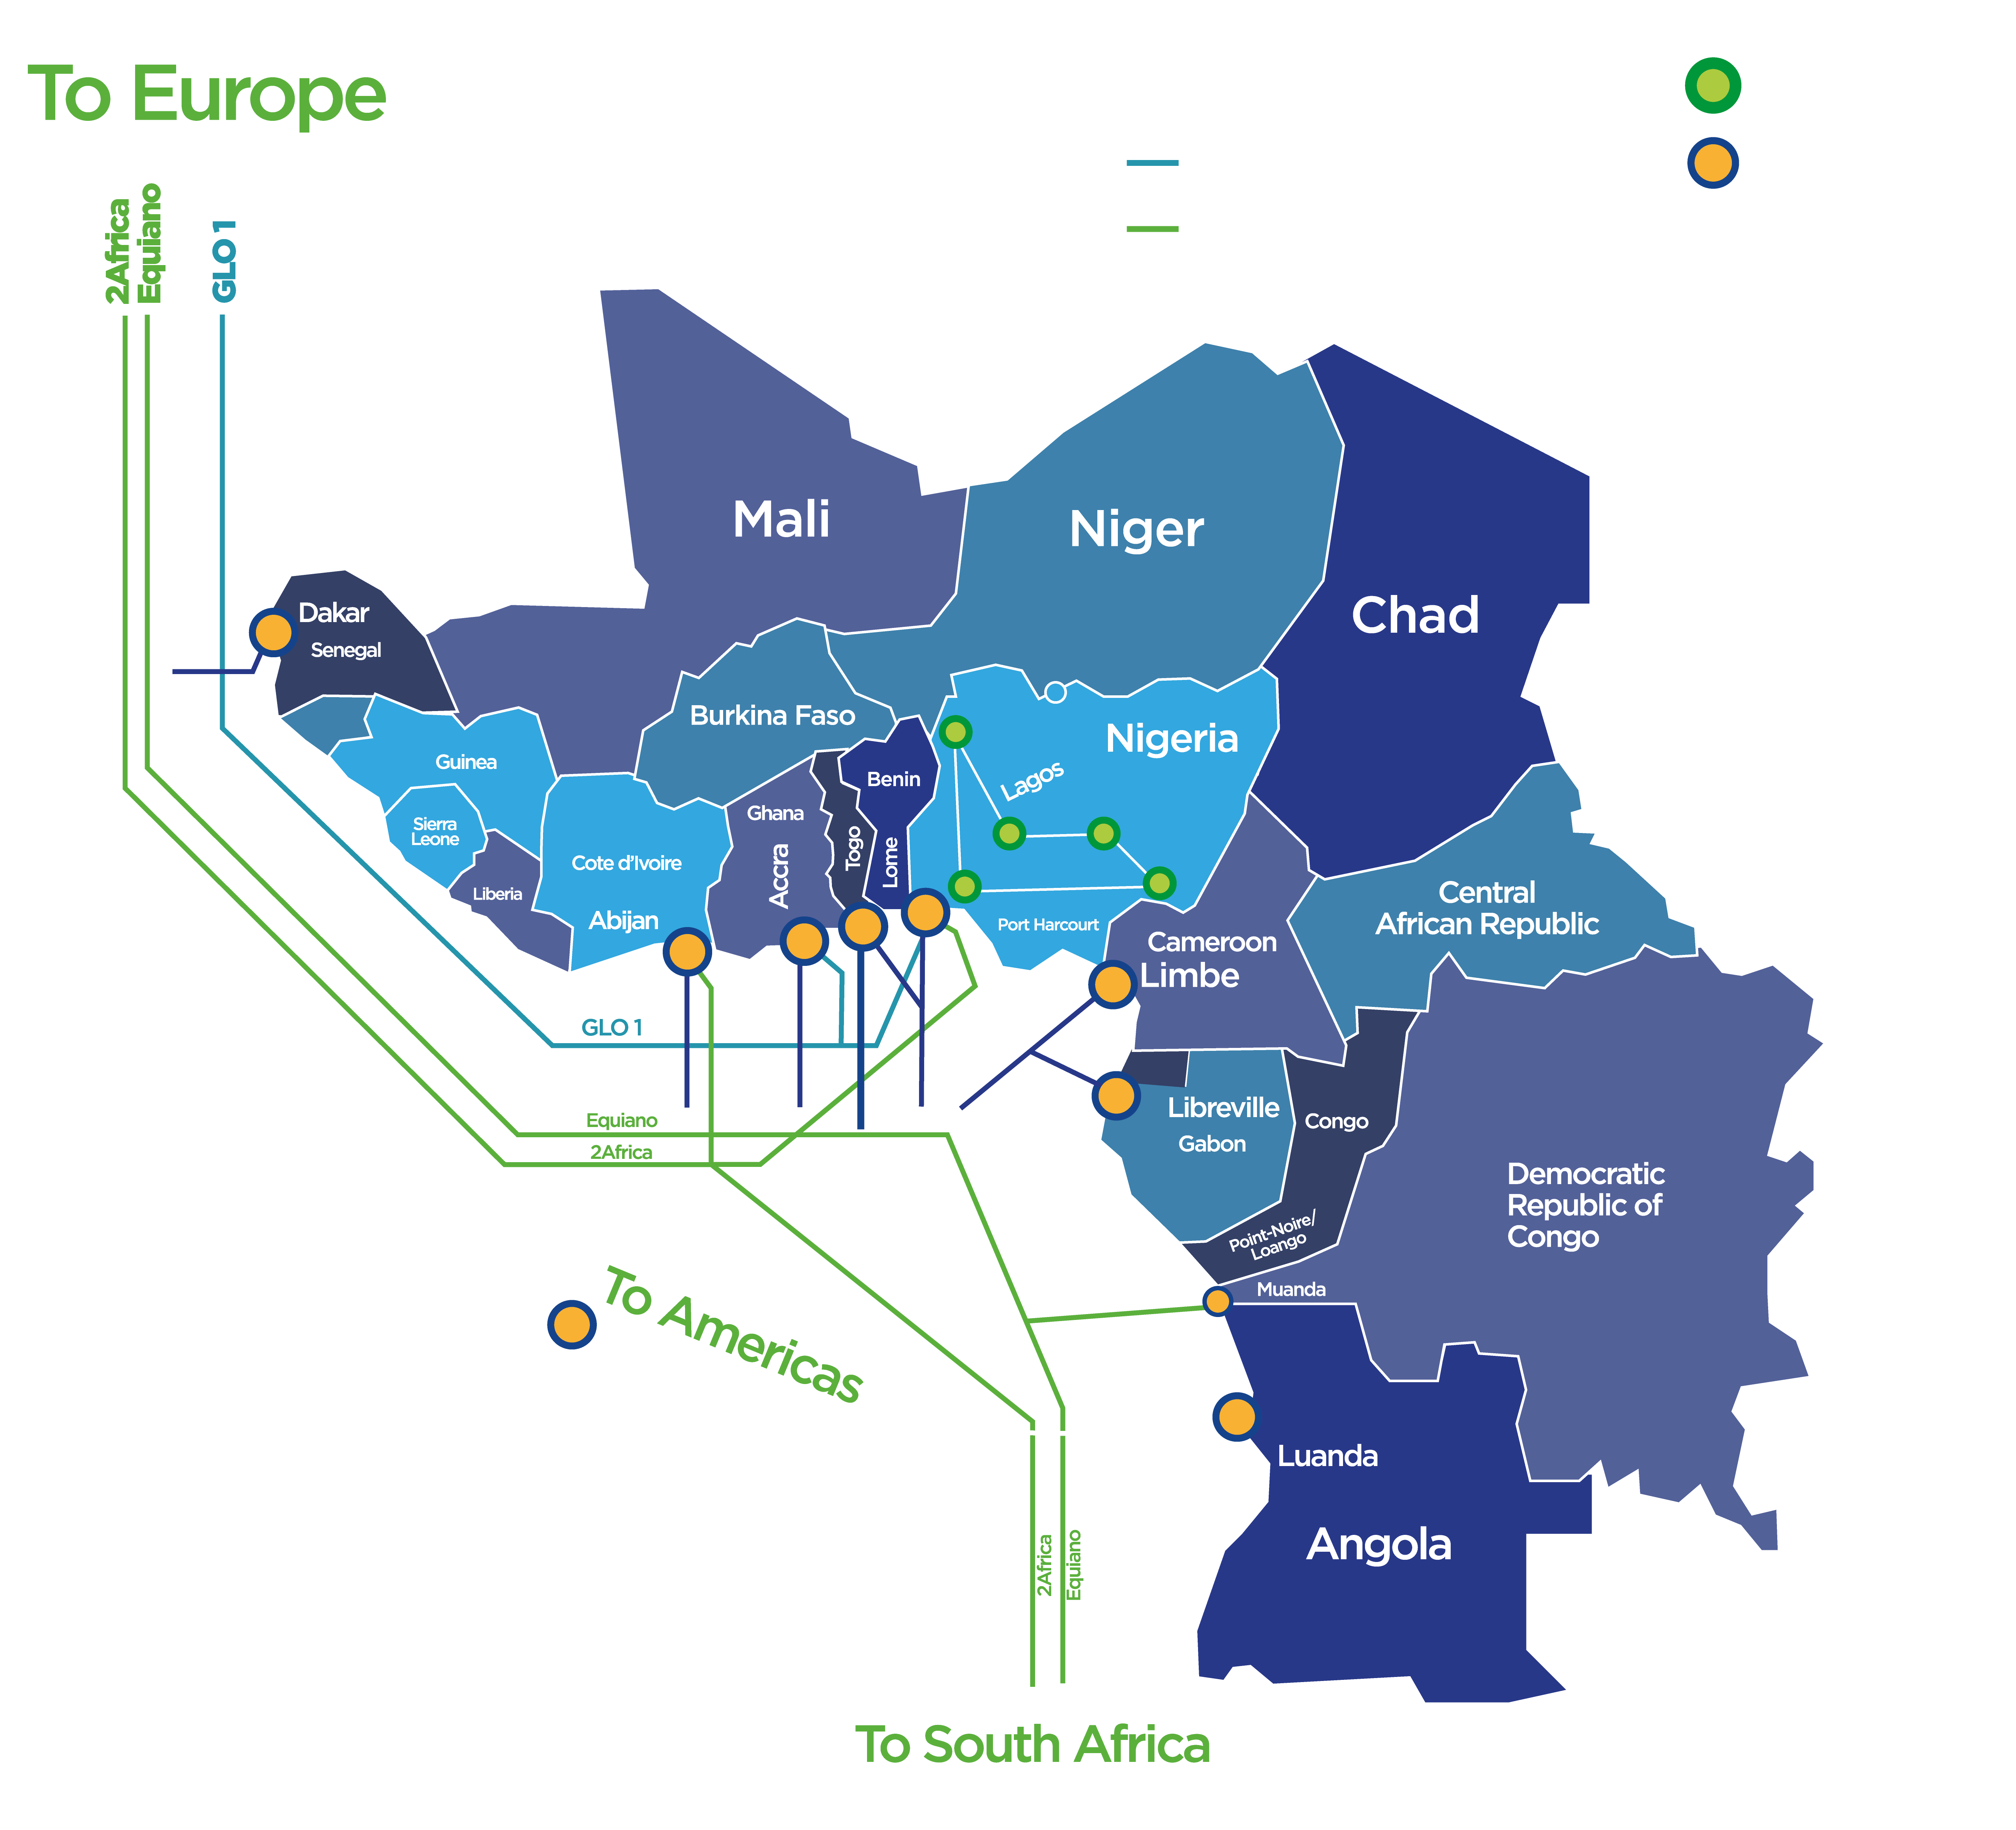 To Europe
2Africa
Equiano
GLO 1
Mali
Niger
Chad
Dakar
Senegal
Burkina Faso
Nigeria
Guinea
Benin
Lagos
Ghana
Sierra
Leone
Togo
Lome
Cote d'Ivoire
Accra
Liberia
Abijan
Port Harcourt
Central
African Republic
Cameroon
Limbe
GLO 1
Libreville
Gabon
Congo
Equiano
2Africa
Democratic
Republic of
Congo
Point-Noire/
Loango
Muanda
To Americas
Luanda
Angola
2Africa
Equiano
To South Africa